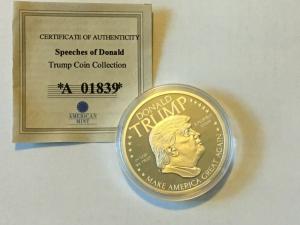 CERTIFICATE OF AUTHENTICITY
Speeches of Donald
Trump Coin Collection
*A 01839*
AMERICAN
MINT
DONALD
TRUMP
MAKE AMERICA GREAT AGAIN